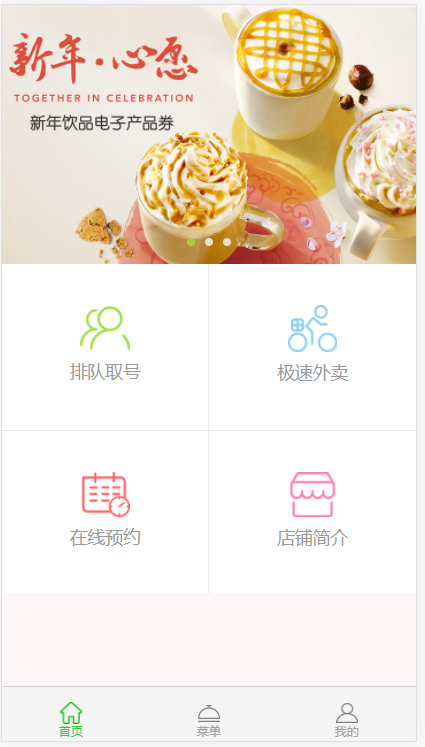 新年·心愿
TOGETHER IN CELEBRATION
新年饮品电子产品券
排队取号
极速外卖
在线预约
店铺简介
首页
菜单
我的